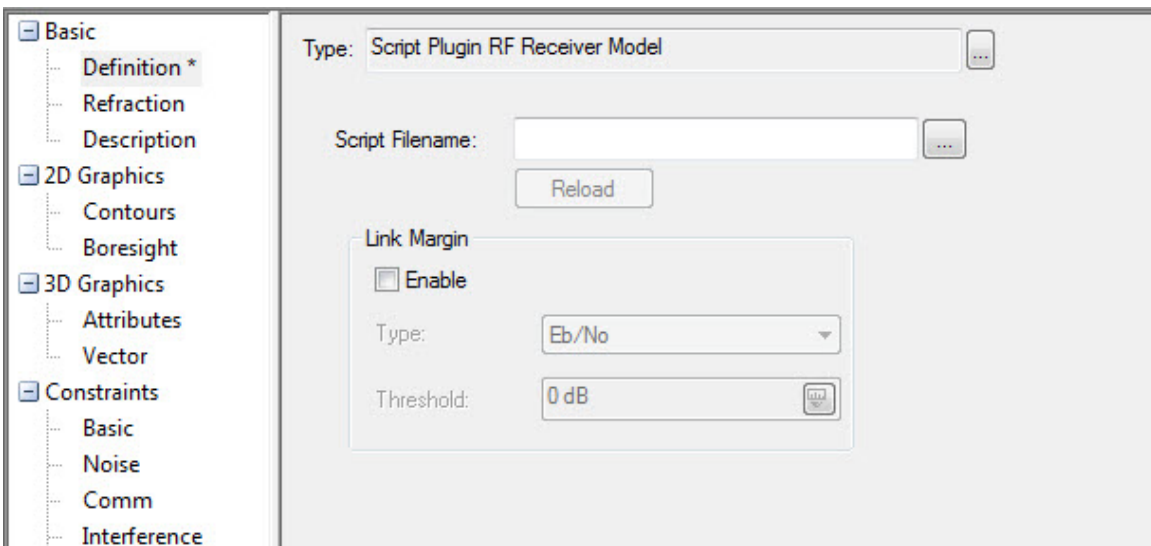 Basic
Definition *
Refraction
Description
2D Graphics
Contours
Boresight
3D Graphics
Attributes
Vector
Constraints
Basic
Noise
Comm
Interference
Type: Script Plugin RF Receiver Model ...
Script Filename: ...
Reload
Link Margin
Enable
Type: Eb/No
Threshold: 0 dB